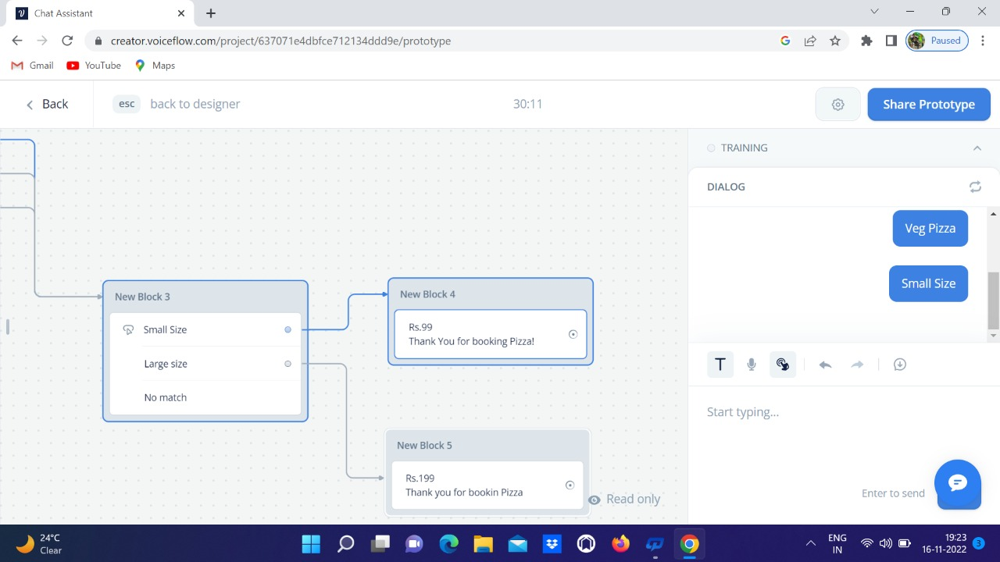 Chat Assistant
creator.voiceflow.com/project/637071e4dbfce712134ddd9e/prototype
Paused
Gmail YouTube Maps
Back esc back to designer 30:11 Share Prototype
TRAINING
DIALOG
Veg Pizza
Small Size
New Block 3
Small Size
Large size
No match
New Block 4
Rs.99
Thank You for booking Pizza!
New Block 5
Rs.199
Thank you for bookin Pizza
Read only
T
Start typing...
Enter to send
24°C
Clear
ENG
IN
19:23
16-11-2022
3